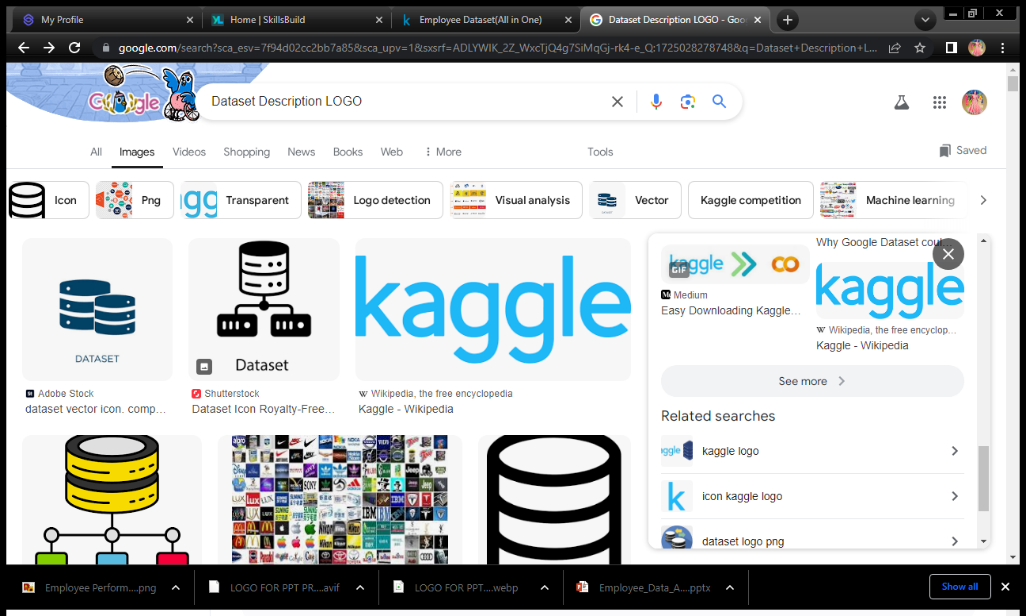 My Profile
Home | SkillsBuild
Employee Dataset(All in One)
Dataset Description LOGO - Goo
google.com/search?sca_esv=7f94d02cc2bb7a85&sca_upv=1&sxsrf=ADLYWIK_2Z_WxcTjQ4g7SiMqGj-rk4-e_Q:1725028278748&q=Dataset+Description+L...
Google
Dataset Description LOGO
All
Images
Videos
Shopping
News
Books
Web
More
Tools
Saved
Icon
Png
Transparent
Logo detection
Visual analysis
Vector
Kaggle competition
Machine learning
DATASET
Adobe Stock
dataset vector icon. comp...
Dataset
Shutterstock
Dataset Icon Royalty-Free...
kaggle
Wikipedia, the free encyclopedia
Kaggle - Wikipedia
kaggle
GIF
Medium
Easy Downloading Kaggle...
Why Google Dataset coul...
kaggle
Wikipedia, the free encyclop...
Kaggle - Wikipedia
See more
Related searches
kaggle
kaggle logo
k
icon kaggle logo
dataset logo png
Employee Perform....png
LOGO FOR PPT PR....avif
LOGO FOR PPT....webp
Employee_Data_A....pptx
Show all